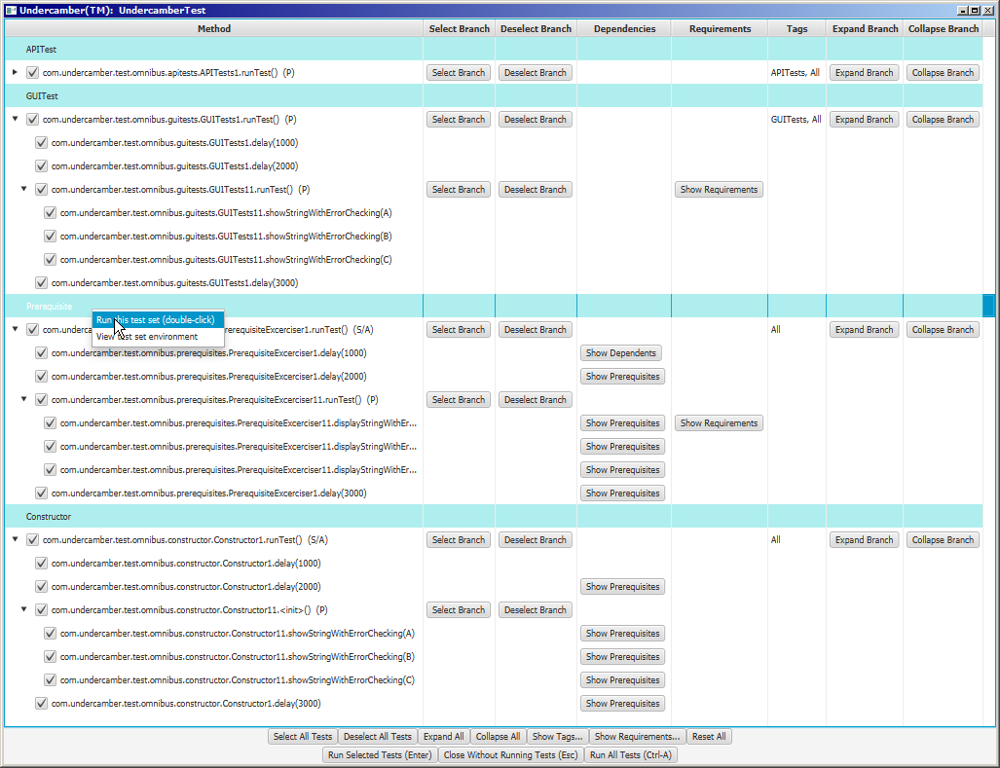 Undercamber(TM): UndercamberTest
Method Select Branch Deselect Branch Dependencies Requirements Tags Expand Branch Collapse Branch
APITest
com.undercamber.test.omnibus.apitests.APITests1.runTest() (P) Select Branch Deselect Branch APITests, All Expand Branch Collapse Branch
GUITest
com.undercamber.test.omnibus.guitests.GUITests1.runTest() (P) Select Branch Deselect Branch GUITests, All Expand Branch Collapse Branch
com.undercamber.test.omnibus.guitests.GUITests1.delay(1000)
com.undercamber.test.omnibus.guitests.GUITests1.delay(2000)
com.undercamber.test.omnibus.guitests.GUITests11.runTest() (P) Select Branch Deselect Branch Show Requirements
com.undercamber.test.omnibus.guitests.GUITests11.showStringWithErrorChecking(A)
com.undercamber.test.omnibus.guitests.GUITests11.showStringWithErrorChecking(B)
com.undercamber.test.omnibus.guitests.GUITests11.showStringWithErrorChecking(C)
com.undercamber.test.omnibus.guitests.GUITests1.delay(3000)
Prerequisite
Run this test set (double-click)
com.underca rerequisiteExcerciser1.runTest() (S/A) Select Branch Deselect Branch All Expand Branch Collapse Branch
View test set environment
com.undercamber.test.omnibus.prerequisites.PrerequisiteExcerciser1.delay(1000) Show Dependents
com.undercamber.test.omnibus.prerequisites.PrerequisiteExcerciser1.delay(2000) Show Prerequisites
com.undercamber.test.omnibus.prerequisites.PrerequisiteExcerciser11.runTest() (P) Select Branch Deselect Branch
com.undercamber.test.omnibus.prerequisites.PrerequisiteExcerciser11.displayStringWithEr... Show Prerequisites Show Requirements
com.undercamber.test.omnibus.prerequisites.PrerequisiteExcerciser11.displayStringWithEr... Show Prerequisites
com.undercamber.test.omnibus.prerequisites.PrerequisiteExcerciser11.displayStringWithEr... Show Prerequisites
com.undercamber.test.omnibus.prerequisites.PrerequisiteExcerciser1.delay(3000) Show Prerequisites
Constructor
com.undercamber.test.omnibus.constructor.Constructor1.runTest() (S/A) Select Branch Deselect Branch All Expand Branch Collapse Branch
com.undercamber.test.omnibus.constructor.Constructor1.delay(1000)
com.undercamber.test.omnibus.constructor.Constructor1.delay(2000) Show Prerequisites
com.undercamber.test.omnibus.constructor.Constructor11.<init>() (P) Select Branch Deselect Branch
com.undercamber.test.omnibus.constructor.Constructor11.showStringWithErrorChecking(A) Show Prerequisites
com.undercamber.test.omnibus.constructor.Constructor11.showStringWithErrorChecking(B) Show Prerequisites
com.undercamber.test.omnibus.constructor.Constructor11.showStringWithErrorChecking(C) Show Prerequisites
com.undercamber.test.omnibus.constructor.Constructor1.delay(3000) Show Prerequisites
Select All Tests Deselect All Tests Expand All Collapse All Show Tags... Show Requirements... Reset All
Run Selected Tests (Enter) Close Without Running Tests (Esc) Run All Tests (Ctrl-A)